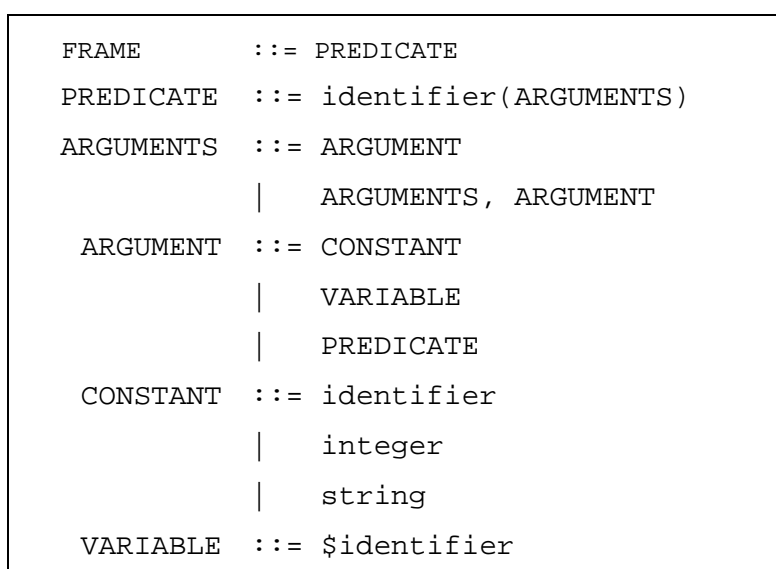 FRAME ::= PREDICATE
PREDICATE ::= identifier(ARGUMENTS)
ARGUMENTS ::= ARGUMENT
| ARGUMENTS, ARGUMENT
ARGUMENT ::= CONSTANT
| VARIABLE
| PREDICATE
CONSTANT ::= identifier
| integer
| string
VARIABLE ::= $identifier